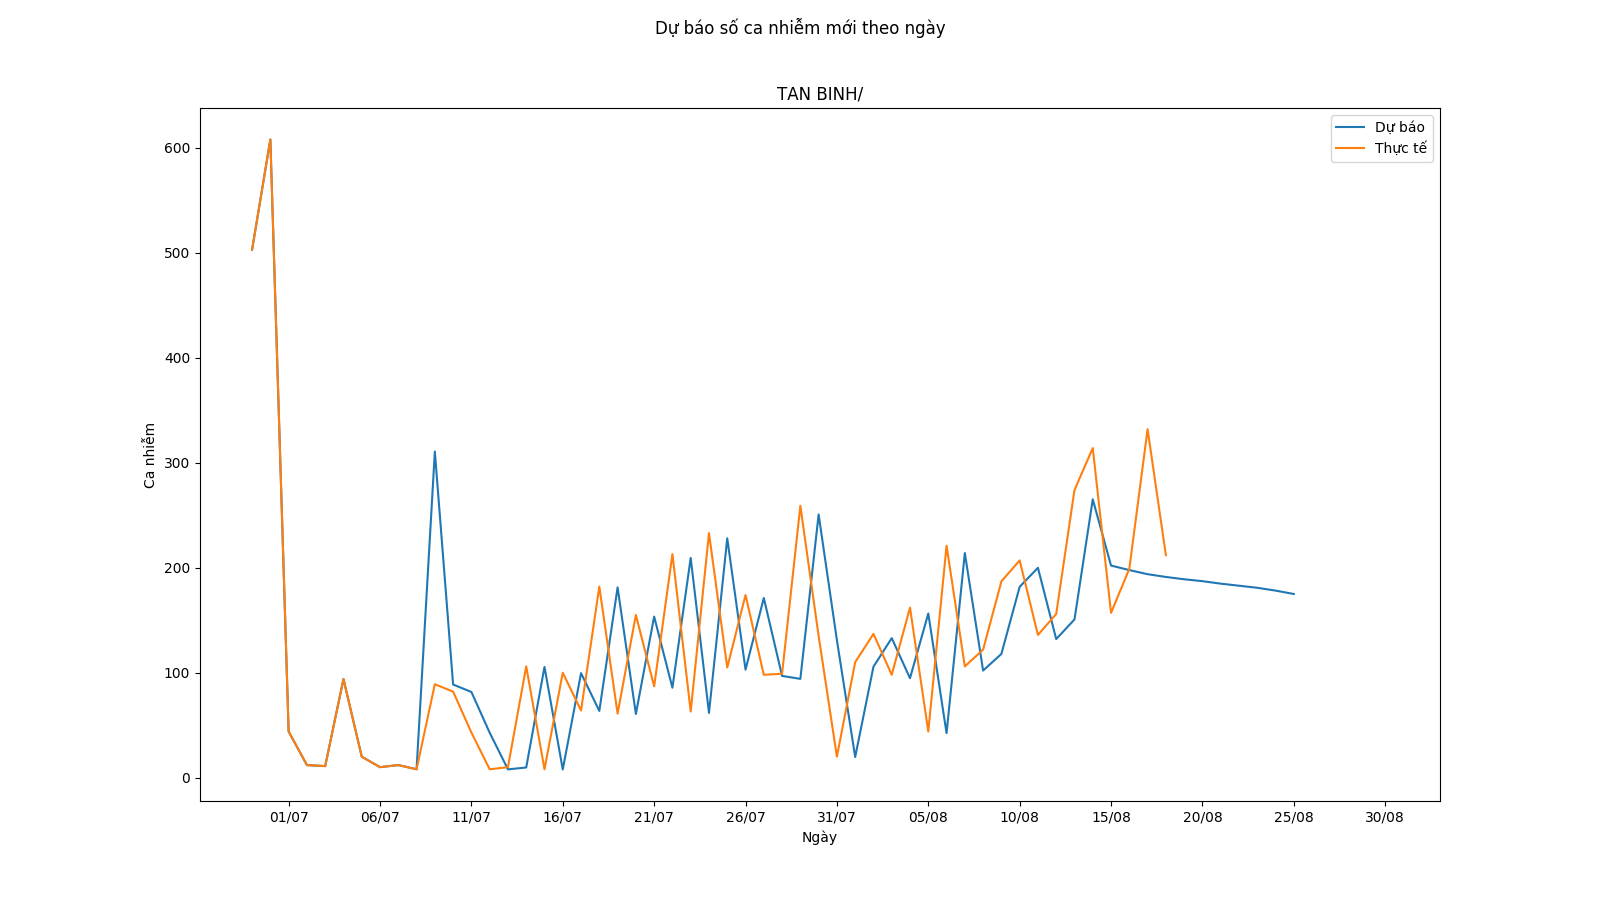 Dự báo số ca nhiễm mới theo ngày
TAN BINH/
Dự báo
Thực tế
600
500
400
300
200
100
0
Ca nhiễm
01/07 06/07 11/07 16/07 21/07 26/07 31/07 05/08 10/08 15/08 20/08 25/08 30/08
Ngày